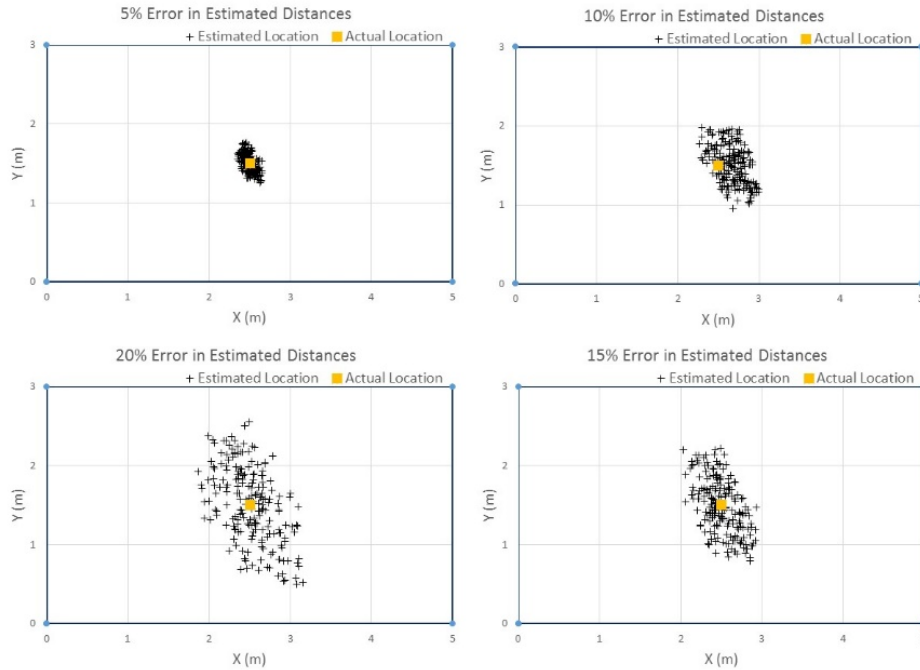 5% Error in Estimated Distances
+ Estimated Location ■ Actual Location
3
2
1
0
Y (m)
0 1 2 3 4 5
X (m)
10% Error in Estimated Distances
+ Estimated Location ■ Actual Location
3
2
1
0
Y (m)
0 1 2 3 4 5
X (m)
20% Error in Estimated Distances
+ Estimated Location ■ Actual Location
3
2
1
0
Y (m)
0 1 2 3 4 5
X (m)
15% Error in Estimated Distances
+ Estimated Location ■ Actual Location
3
2
1
0
Y (m)
0 1 2 3 4 5
X (m)